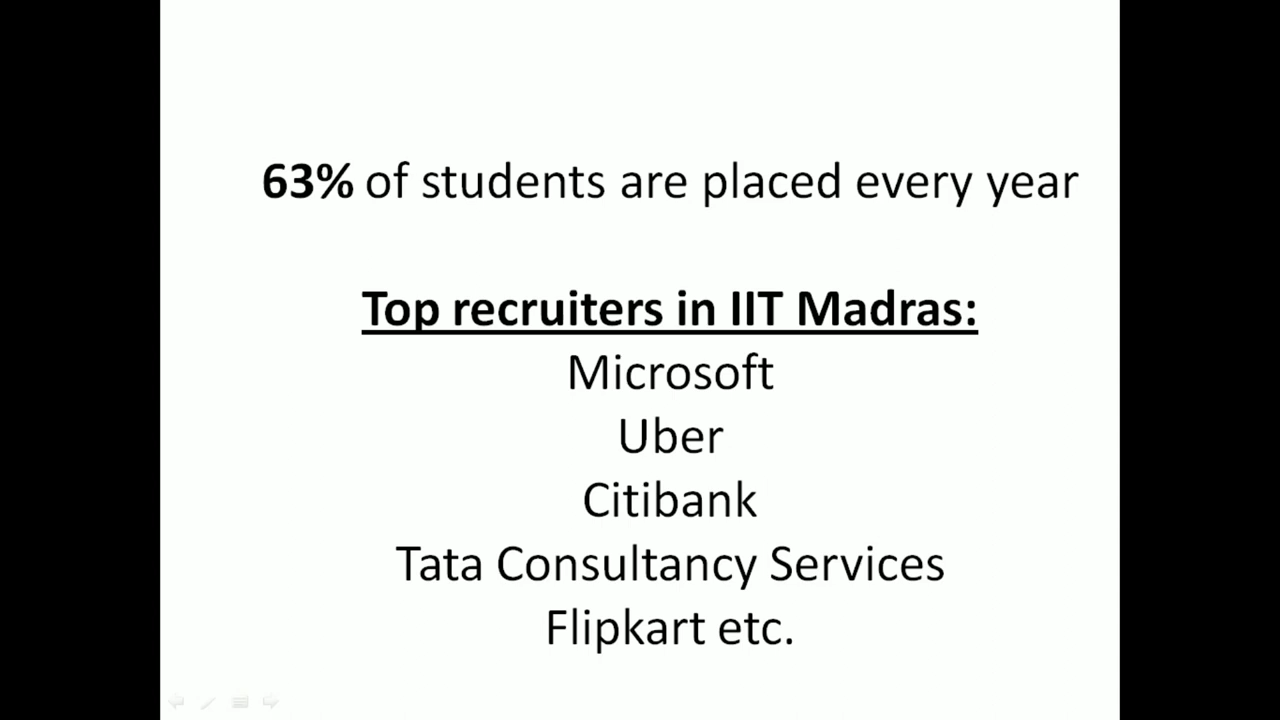 63% of students are placed every year
Top recruiters in IIT Madras:
Microsoft
Uber
Citibank
Tata Consultancy Services
Flipkart etc.